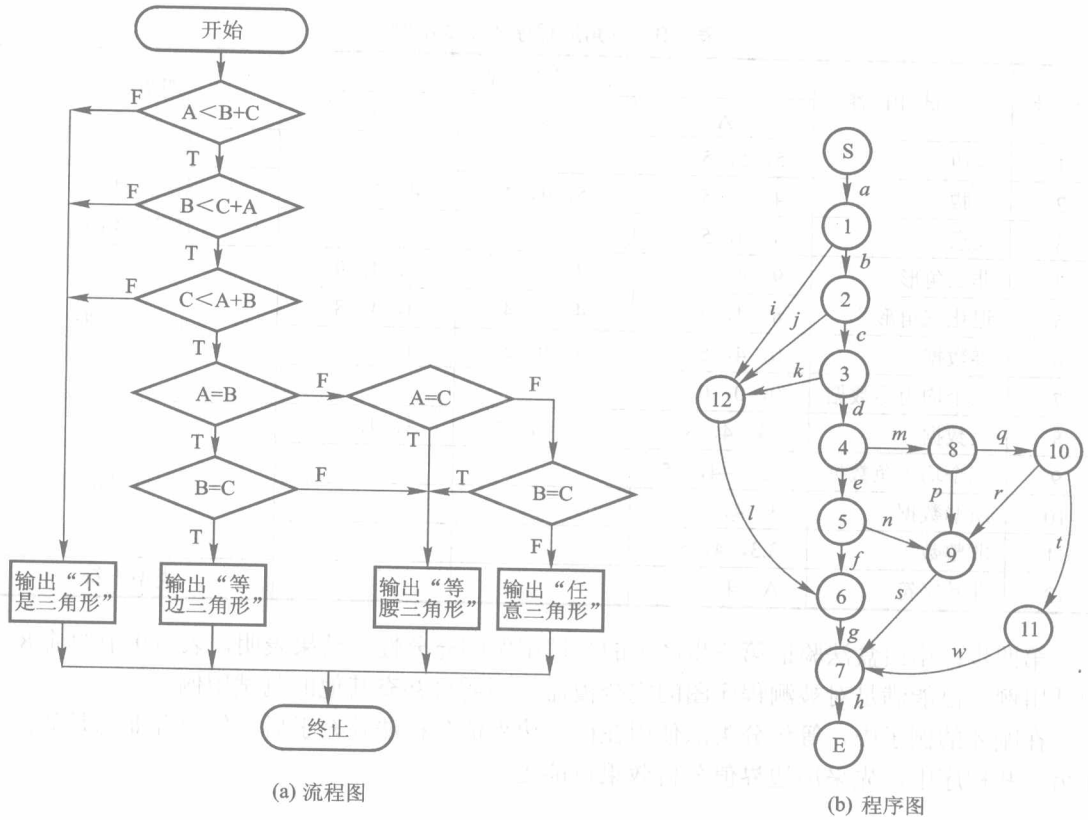 开始
A<B+C
F
T
B<C+A
F
T
C<A+B
F
T
A=B
F
A=C
F
T
T
B=C
F
T
B=C
T
F
输出“不
是三角形”
输出“等
边三角形”
输出“等
腰三角形”
输出“任
意三角形”
终止
(a) 流程图
S
a
1
b
2
i
j
c
3
k
12
d
4
m
8
q
10
e
p
r
5
n
l
9
t
f
6
s
11
g
w
7
h
E
(b) 程序图